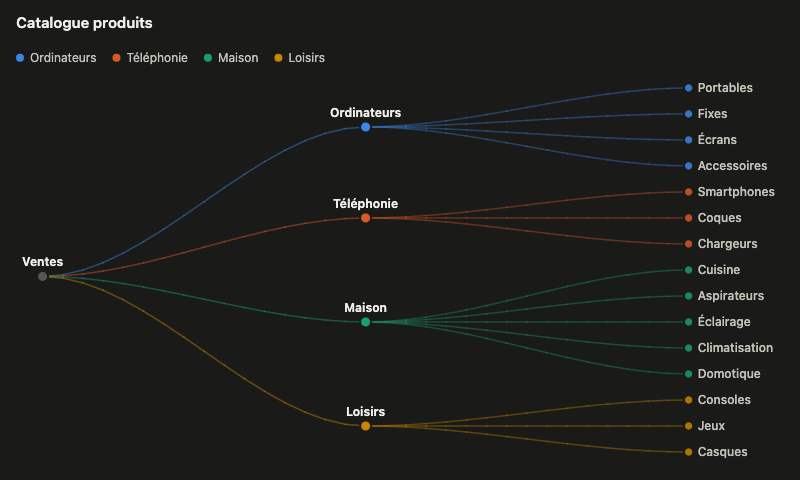 Catalogue produits
Ordinateurs Téléphonie Maison Loisirs
Ordinateurs
Téléphonie
Ventes
Maison
Loisirs
Portables
Fixes
Écrans
Accessoires
Smartphones
Coques
Chargeurs
Cuisine
Aspirateurs
Éclairage
Climatisation
Domotique
Consoles
Jeux
Casques